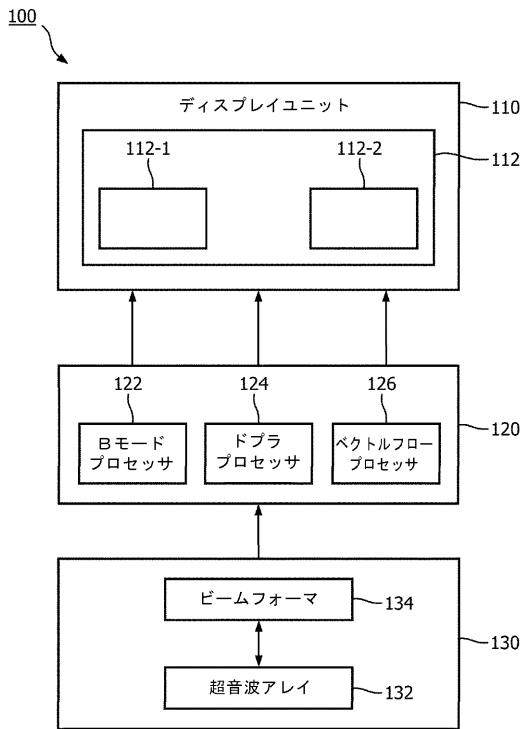 100
ディスプレイユニット
110
112-1
112-2
112
122
124
126
Bモード
プロセッサ
ドプラ
プロセッサ
ベクトルフロー
プロセッサ
120
ビームフォーマ
134
130
超音波アレイ
132